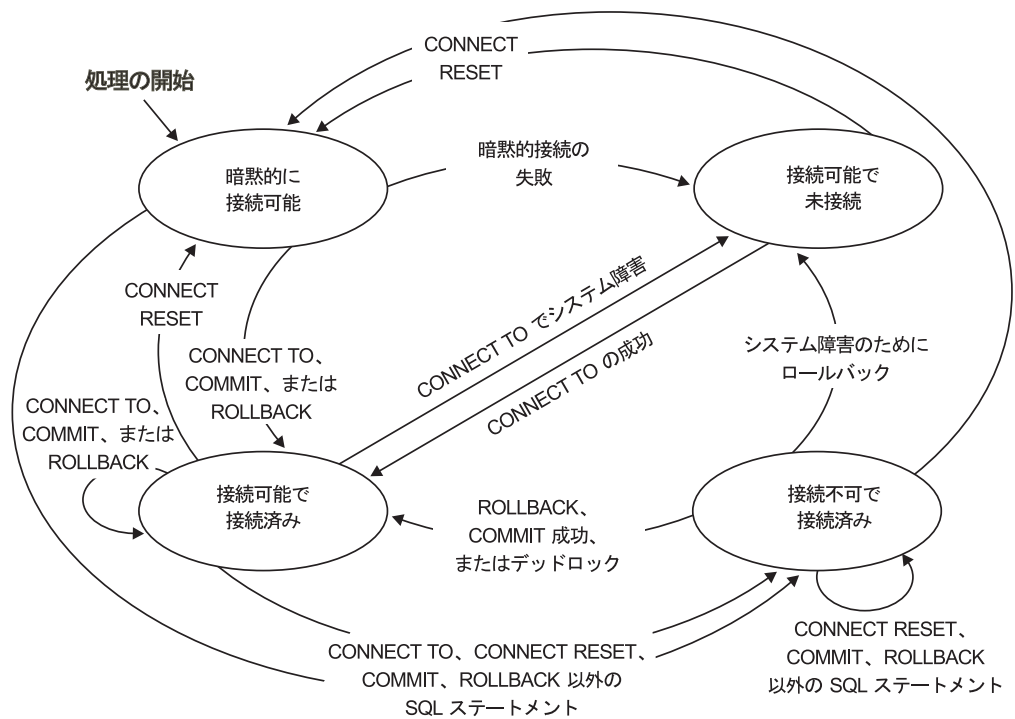 CONNECT
RESET
処理の開始
暗黙的に
接続可能
暗黙的接続の
失敗
接続可能で
未接続
CONNECT
RESET
CONNECT TO でシステム障害
CONNECT TO の成功
システム障害のために
ロールバック
CONNECT TO、
COMMIT、または
ROLLBACK
CONNECT TO、
COMMIT、または
ROLLBACK
接続可能で
接続済み
ROLLBACK、
COMMIT 成功、
またはデッドロック
接続不可で
接続済み
CONNECT TO、CONNECT RESET、
COMMIT、ROLLBACK 以外の
SQL ステートメント
CONNECT RESET、
COMMIT、ROLLBACK
以外の SQL ステートメント